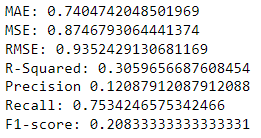 MAE: 0.7404742048501969
MSE: 0.8746793064441374
RMSE: 0.9352429130681169
R-Squared: 0.3059656687608454
Precision 0.12087912087912088
Recall: 0.7534246575342466
F1-score: 0.20833333333333331